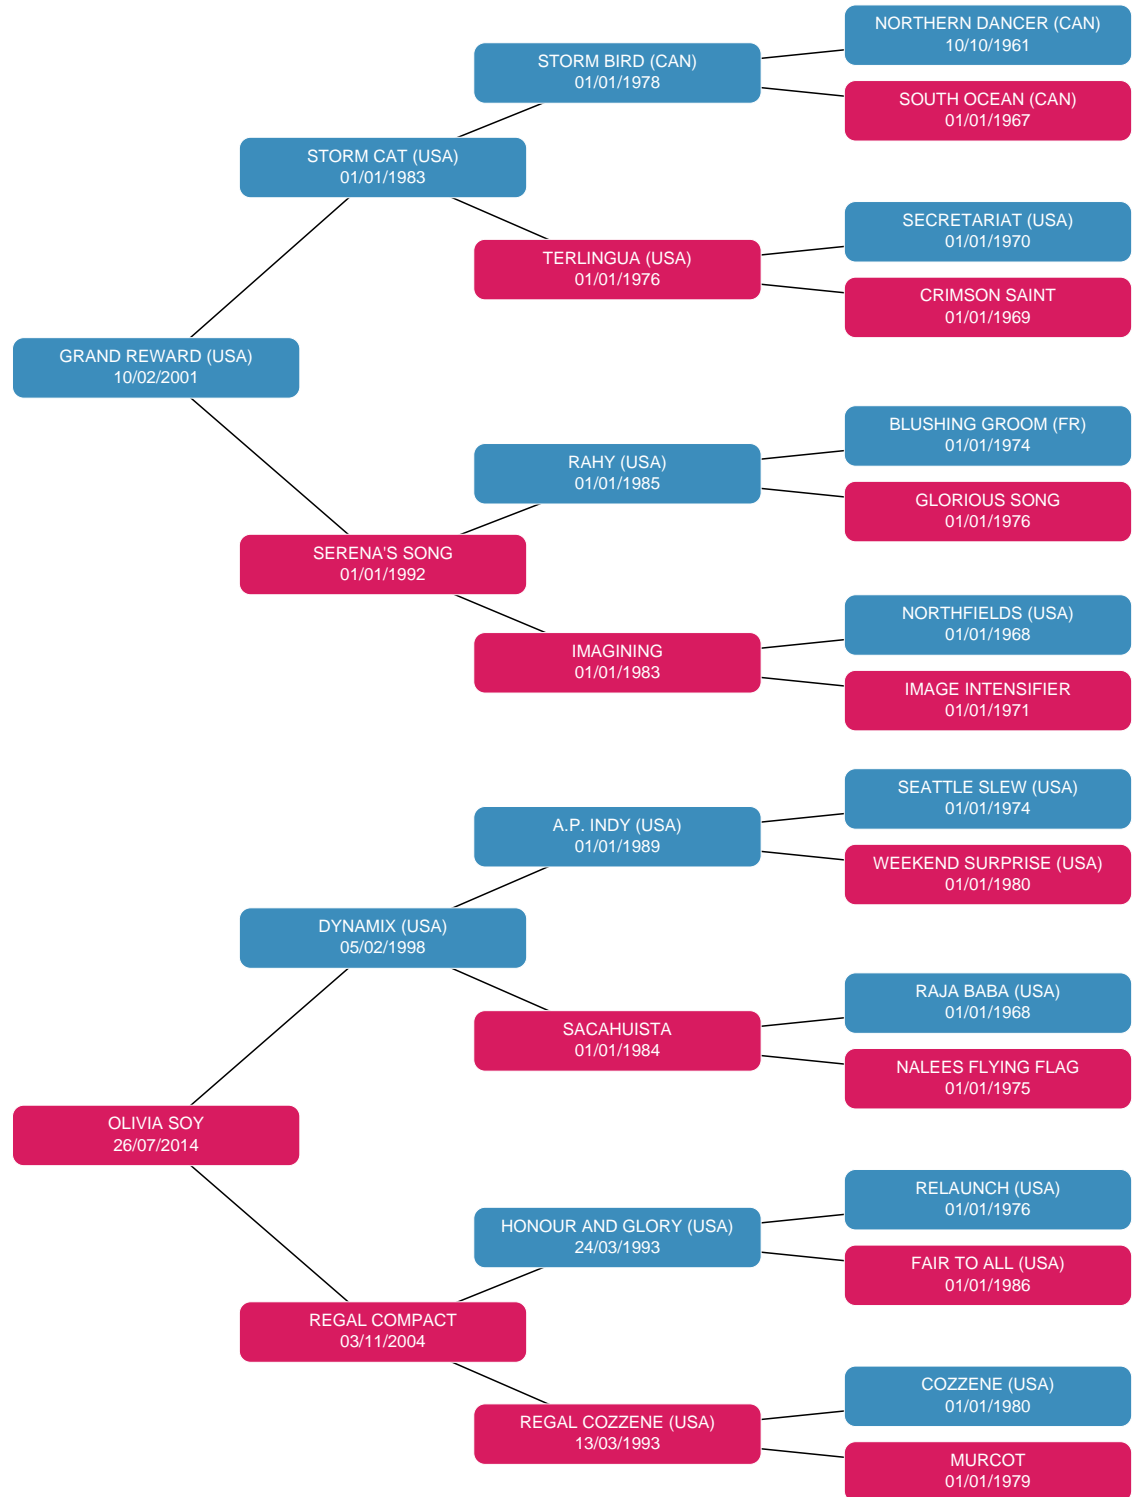 NORTHERN DANCER (CAN)
10/10/1961
STORM BIRD (CAN)
01/01/1978
SOUTH OCEAN (CAN)
01/01/1967
STORM CAT (USA)
01/01/1983
SECRETARIAT (USA)
01/01/1970
TERLINGUA (USA)
01/01/1976
CRIMSON SAINT
01/01/1969
GRAND REWARD (USA)
10/02/2001
BLUSHING GROOM (FR)
01/01/1974
RAHY (USA)
01/01/1985
GLORIOUS SONG
01/01/1976
SERENA'S SONG
01/01/1992
NORTHFIELDS (USA)
01/01/1968
IMAGINING
01/01/1983
IMAGE INTENSIFIER
01/01/1971
SEATTLE SLEW (USA)
01/01/1974
A.P. INDY (USA)
01/01/1989
WEEKEND SURPRISE (USA)
01/01/1980
DYNAMIX (USA)
05/02/1998
RAJA BABA (USA)
01/01/1968
SACAHUISTA
01/01/1984
NALEES FLYING FLAG
01/01/1975
OLIVIA SOY
26/07/2014
RELAUNCH (USA)
01/01/1976
HONOUR AND GLORY (USA)
24/03/1993
FAIR TO ALL (USA)
01/01/1986
REGAL COMPACT
03/11/2004
COZZENE (USA)
01/01/1980
REGAL COZZENE (USA)
13/03/1993
MURCOT
01/01/1979